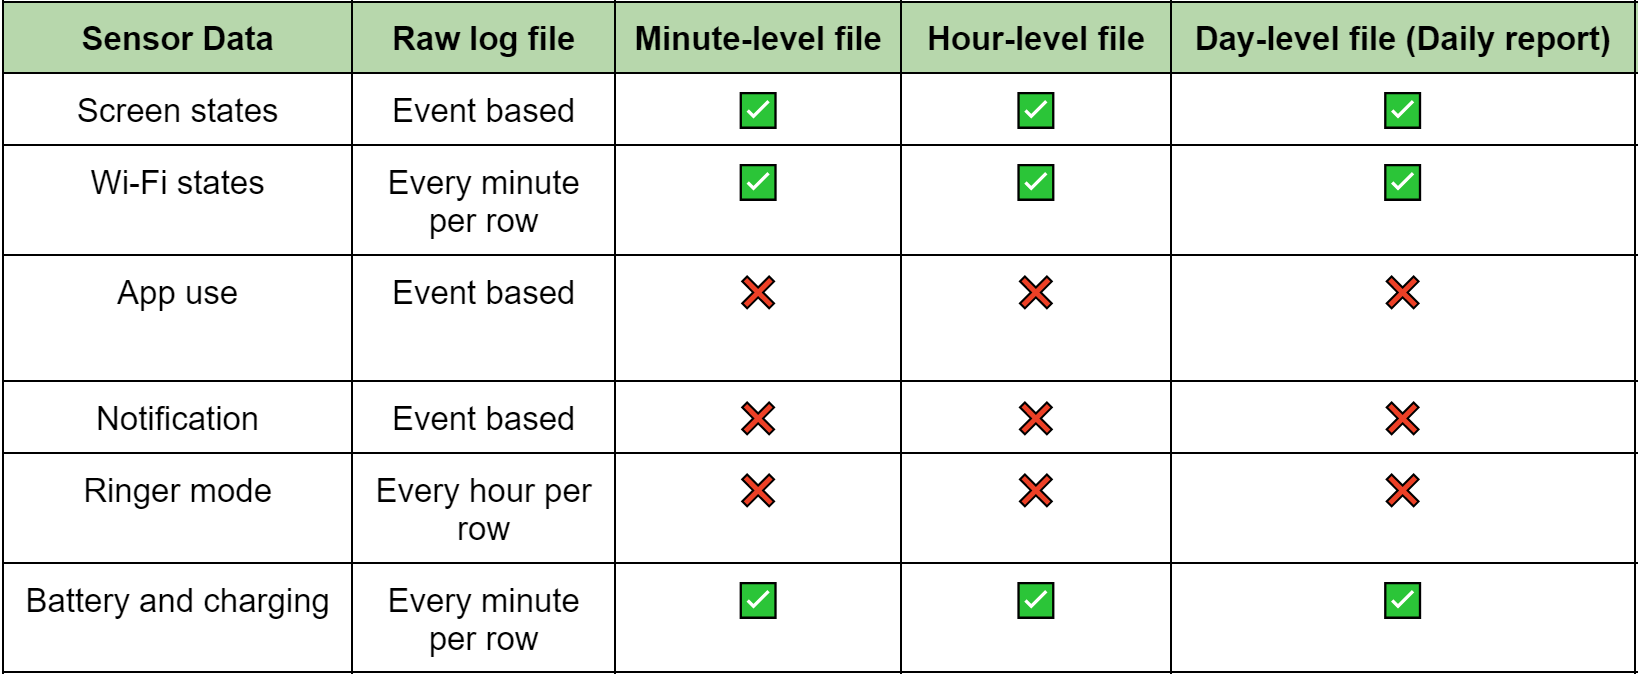 Sensor Data Raw log file Minute-level file Hour-level file Day-level file (Daily report)
Screen states Event based ✅ ✅ ✅
Wi-Fi states Every minute per row ✅ ✅ ✅
App use Event based ❌ ❌ ❌
Notification Event based ❌ ❌ ❌
Ringer mode Every hour per row ❌ ❌ ❌
Battery and charging Every minute per row ✅ ✅ ✅